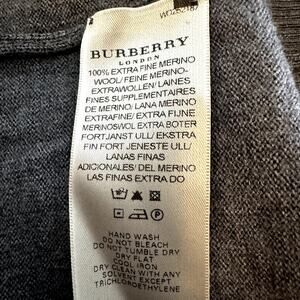 BURBERRY
LONDON
100% EXTRA FINE MERINO
WOOL/ FEINE MERINO-
EXTRAWOLLEN/ LAINES
FINES SUPPLEMENTAIRES
DE MERINO/ LANA MERINO
EXTRAFINE/ EXTRA FIJNE
MERINOSWOL EXTRA BOTER
FORTJANST ULL/ EKSTRA
FIN FORT JENESTE ULL/
LANAS FINAS
ADICIONALES/ DEL MERINO
LAS FINAS EXTRA DO
HAND WASH
DO NOT BLEACH
DO NOT TUMBLE DRY
DRY FLAT
COOL IRON
DRY CLEAN WITH ANY
SOLVENT EXCEPT
TRICHLOROETHYLENE